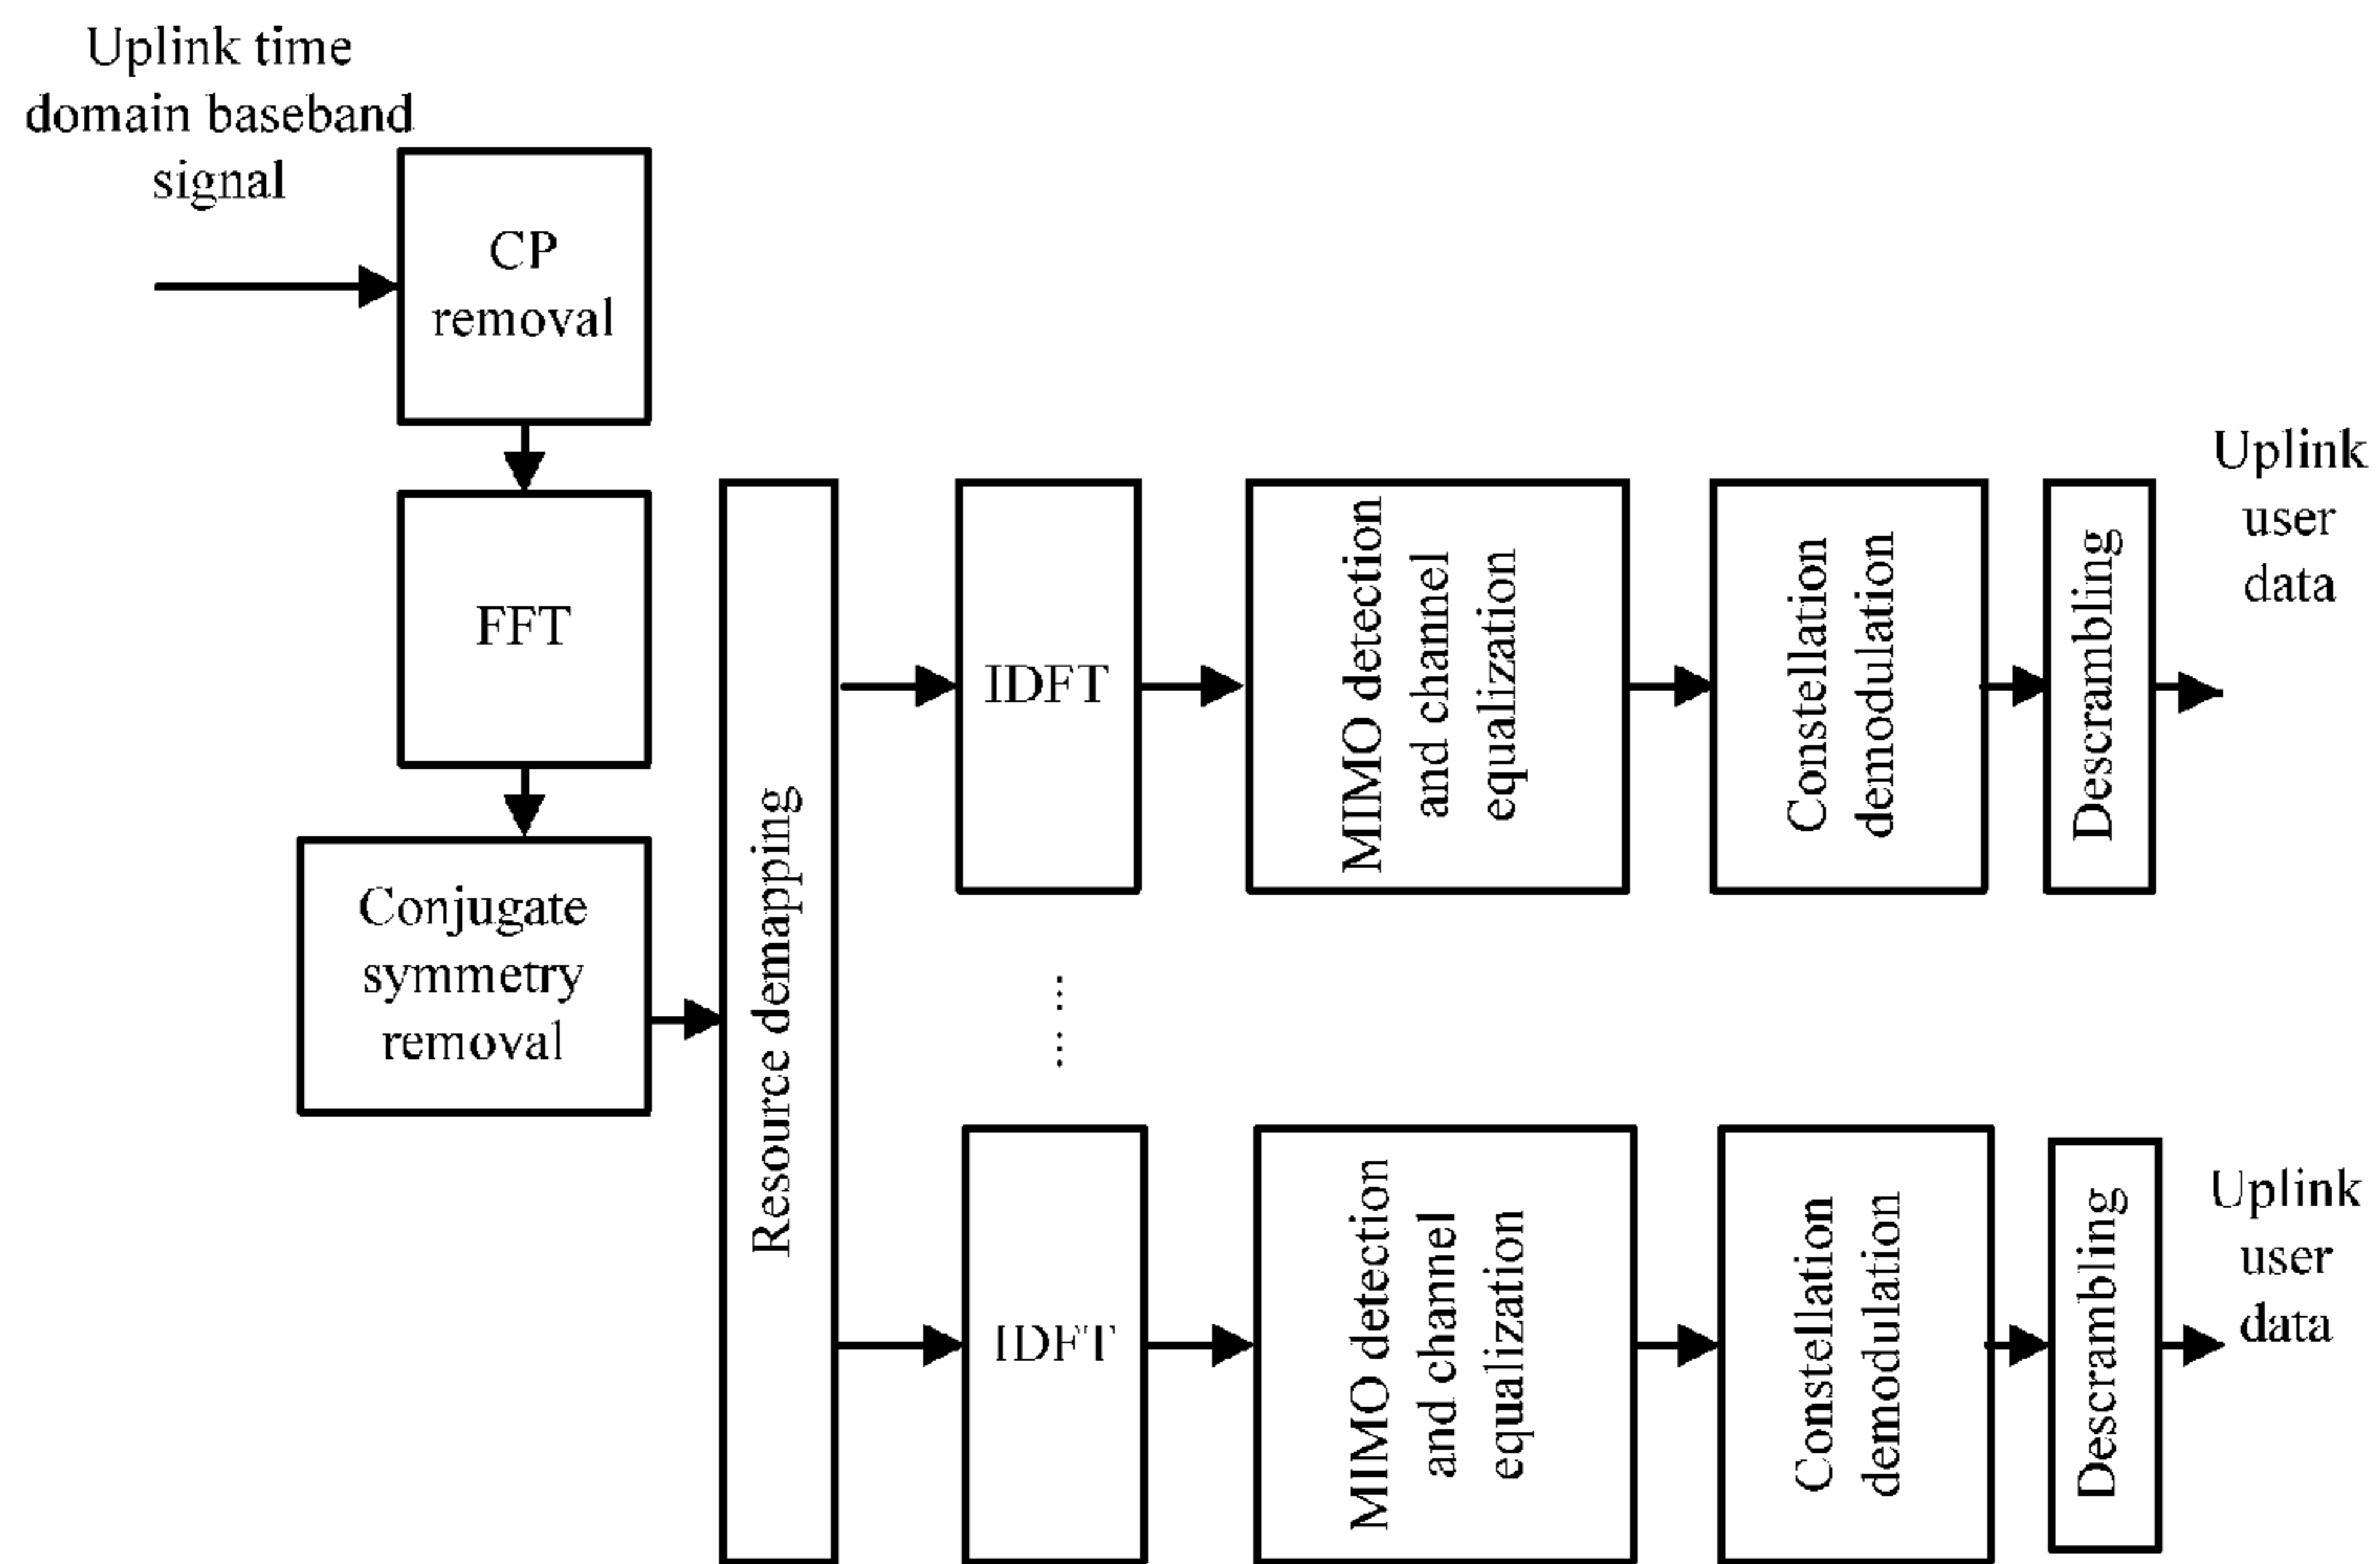 Uplink time
domain baseband
signal
CP
removal
FFT
Conjugate
symmetry
removal
Resource demapping
IDFT
MIMO detection
and channel
equalization
Constellation
demodulation
Descrambling
Uplink
user
data
……
IDFT
MIMO detection
and channel
equalization
Constellation
demodulation
Descrambling
Uplink
user
data